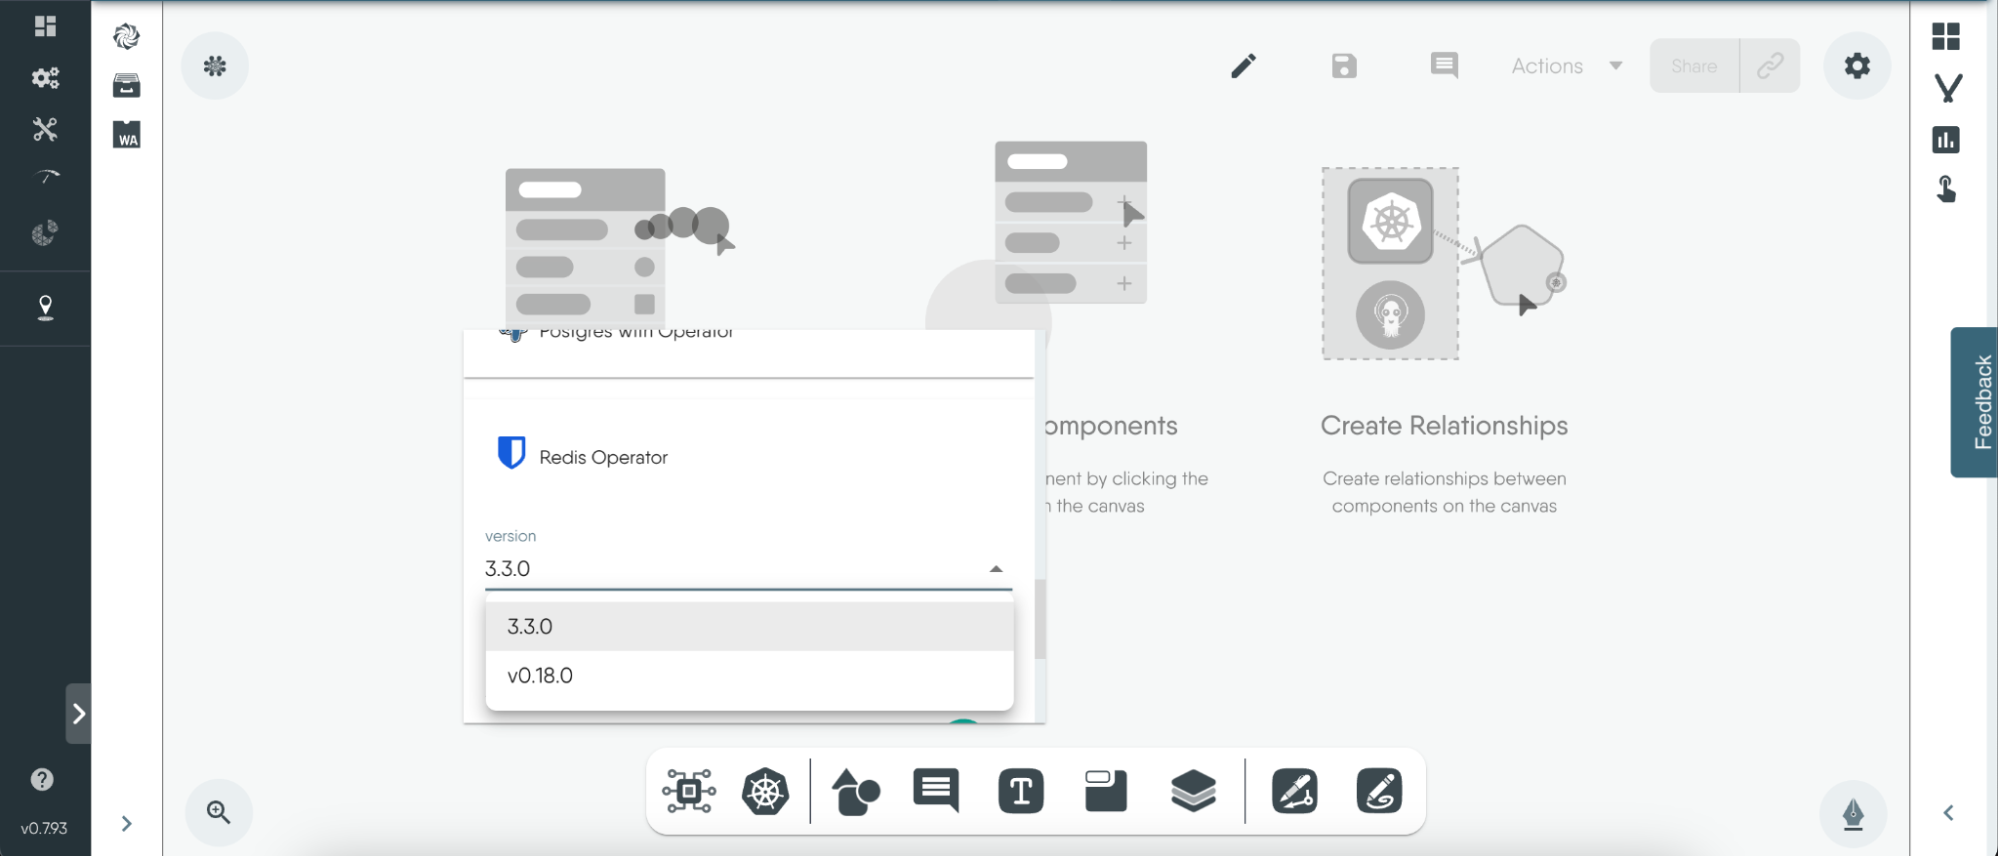 WA
Actions
Share
Postgres with Operator
Redis Operator
version
3.3.0
3.3.0
v0.18.0
omponents
nent by clicking the
n the canvas
Create Relationships
Create relationships between
components on the canvas
Feedback
T
v0.7.93